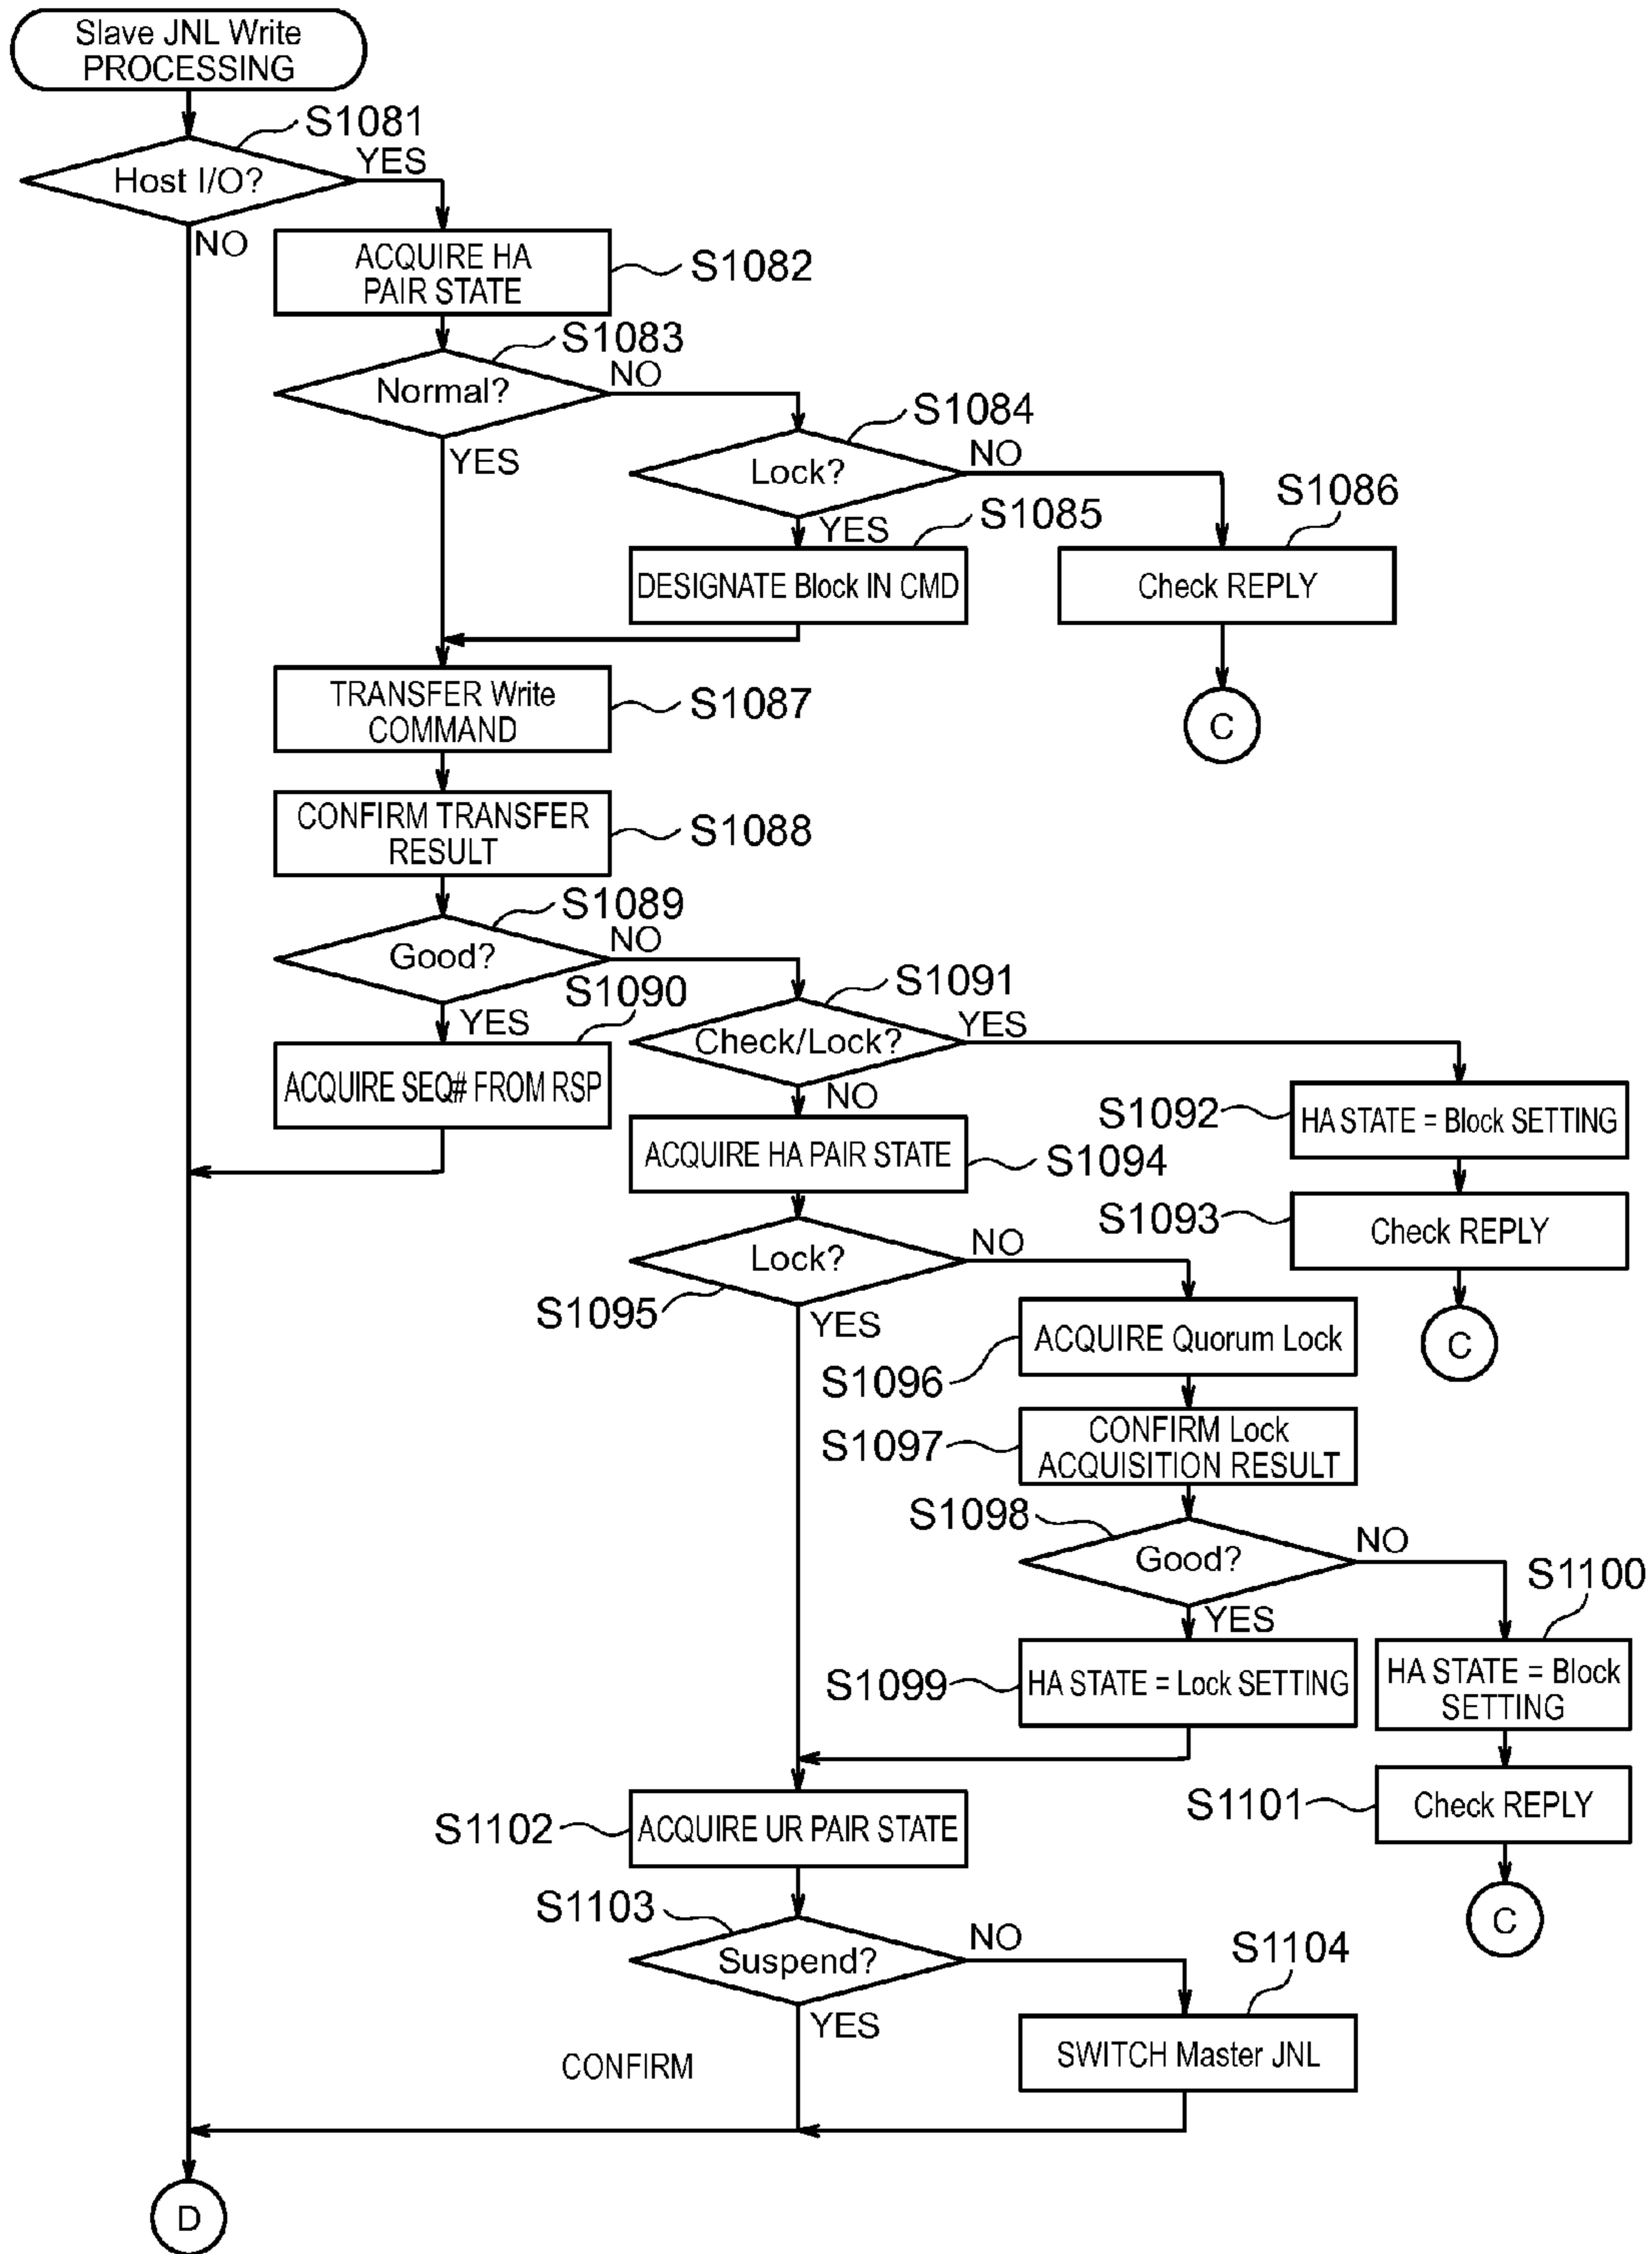 Slave JNL Write
PROCESSING
S1081
YES
Host I/O?
NO
ACQUIRE HA
PAIR STATE
S1082
S1083
NO
Normal?
YES
S1084
NO
Lock?
YES
S1085
DESIGNATE Block IN CMD
S1086
Check REPLY
C
TRANSFER Write
COMMAND
S1087
CONFIRM TRANSFER
RESULT
S1088
S1089
NO
Good?
YES
S1090
ACQUIRE SEQ# FROM RSP
S1091
YES
Check/Lock?
NO
S1092
HA STATE = Block SETTING
S1093
Check REPLY
C
ACQUIRE HA PAIR STATE
S1094
Lock?
NO
S1095
YES
ACQUIRE Quorum Lock
S1096
S1097
CONFIRM Lock
ACQUISITION RESULT
S1098
NO
Good?
YES
S1100
S1099
HA STATE = Lock SETTING
HA STATE = Block
SETTING
S1101
Check REPLY
C
S1102
ACQUIRE UR PAIR STATE
S1103
NO
Suspend?
YES
S1104
SWITCH Master JNL
CONFIRM
D